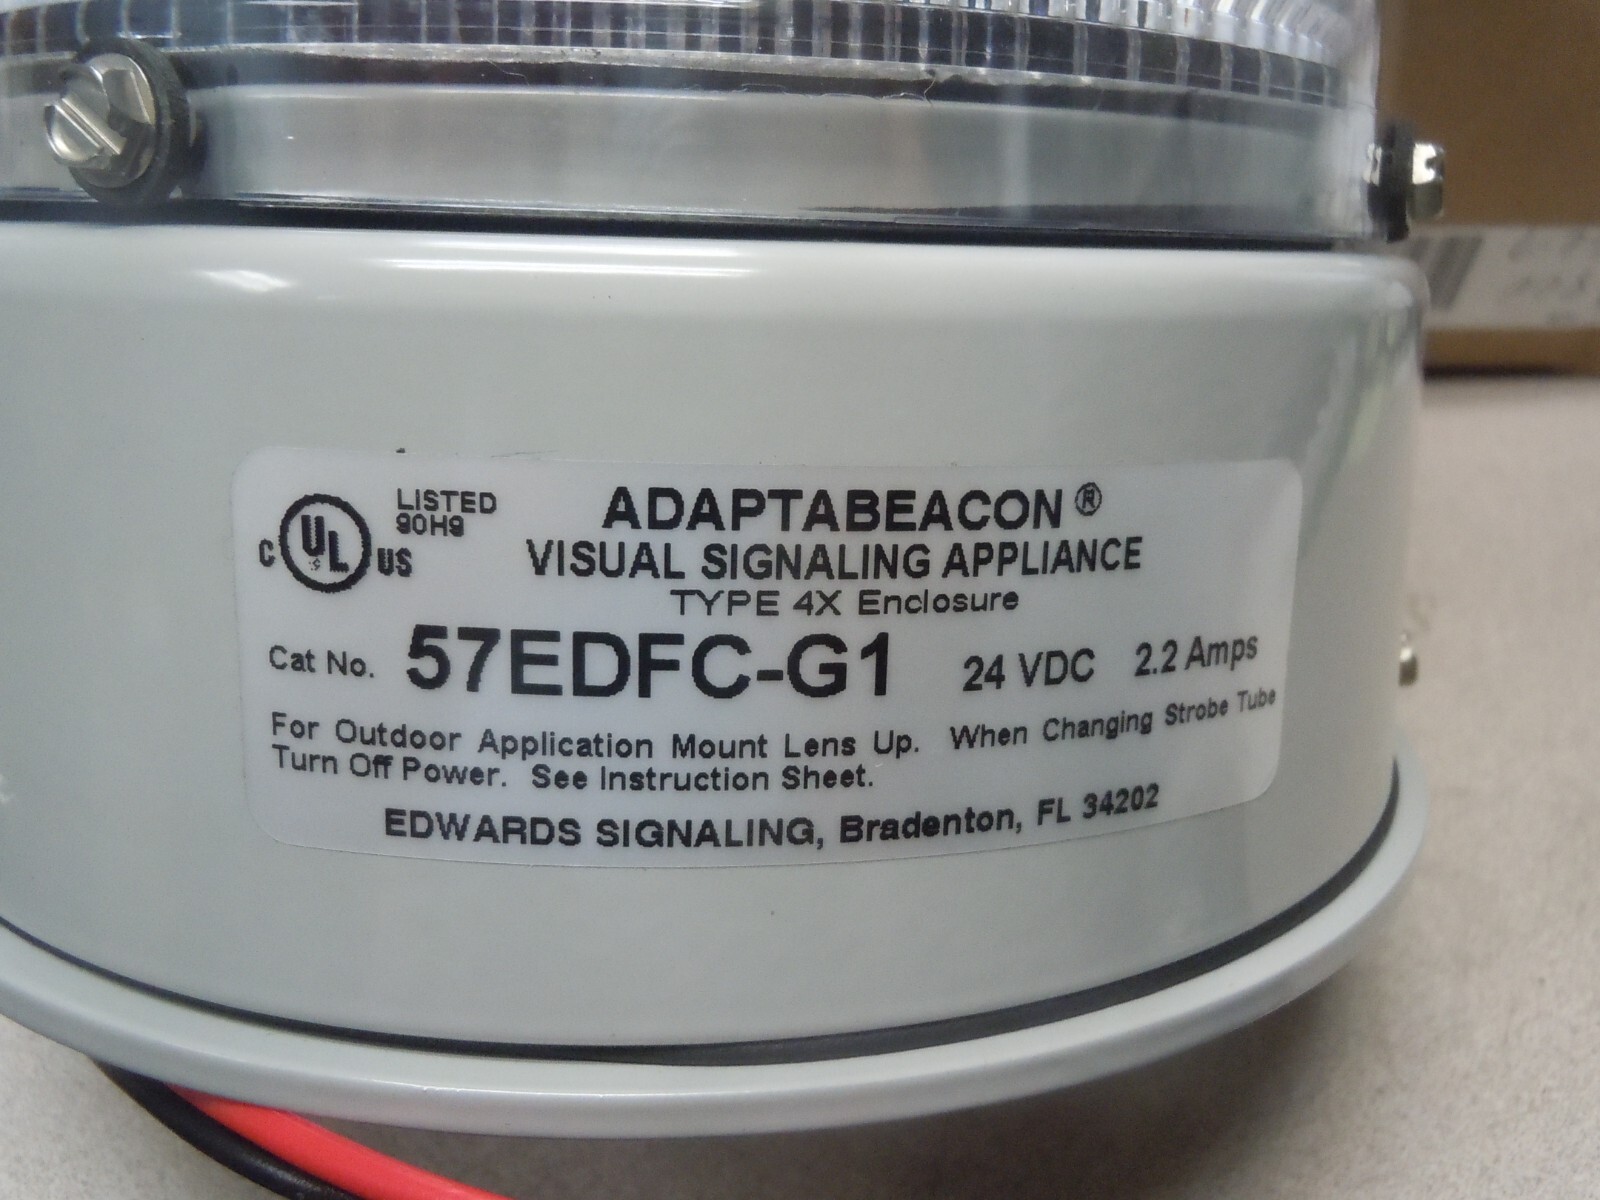 LISTED
90H9
C UL US
ADAPTABEACON®
VISUAL SIGNALING APPLIANCE
TYPE 4X Enclosure
Cat No. 57EDFC-G1 24 VDC 2.2 Amps
For Outdoor Application Mount Lens Up. When Changing Strobe Tube
Turn Off Power. See Instruction Sheet.
EDWARDS SIGNALING, Bradenton, FL 34202